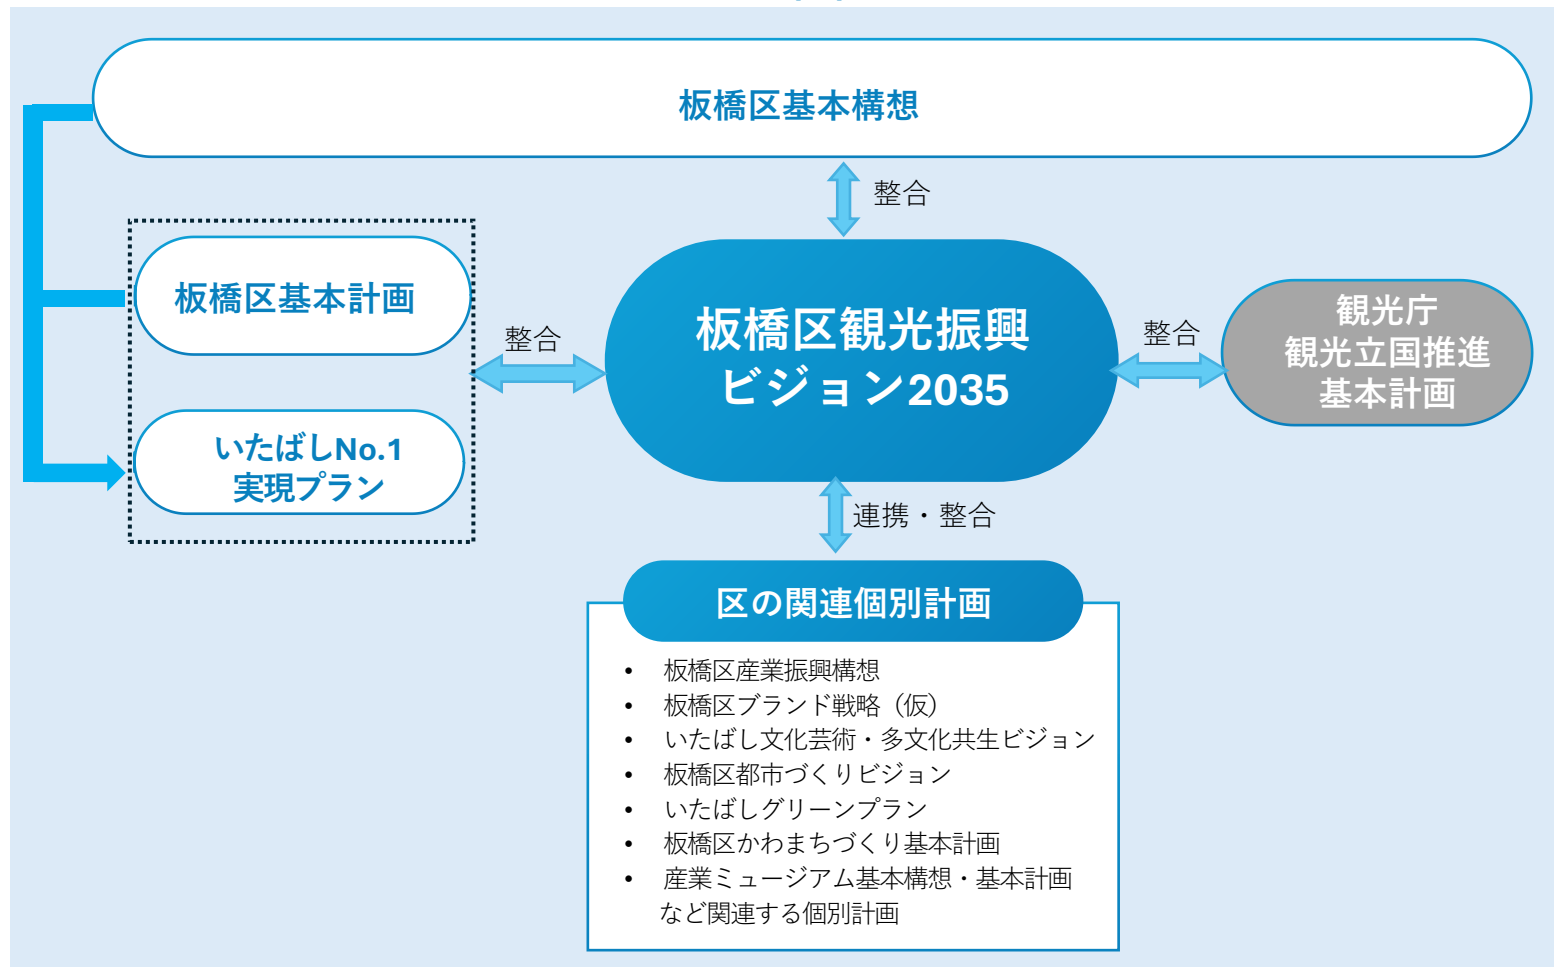 板橋区基本構想
整合
板橋区基本計画
整合
板橋区観光振興
ビジョン2035
整合
観光庁
観光立国推進
基本計画
いたばしNo.1
実現プラン
連携・整合
区の関連個別計画
• 板橋区産業振興構想
• 板橋区ブランド戦略（仮）
• いたばし文化芸術・多文化共生ビジョン
• 板橋区都市づくりビジョン
• いたばしグリーンプラン
• 板橋区かわまちづくり基本計画
• 産業ミュージアム基本構想・基本計画
など関連する個別計画